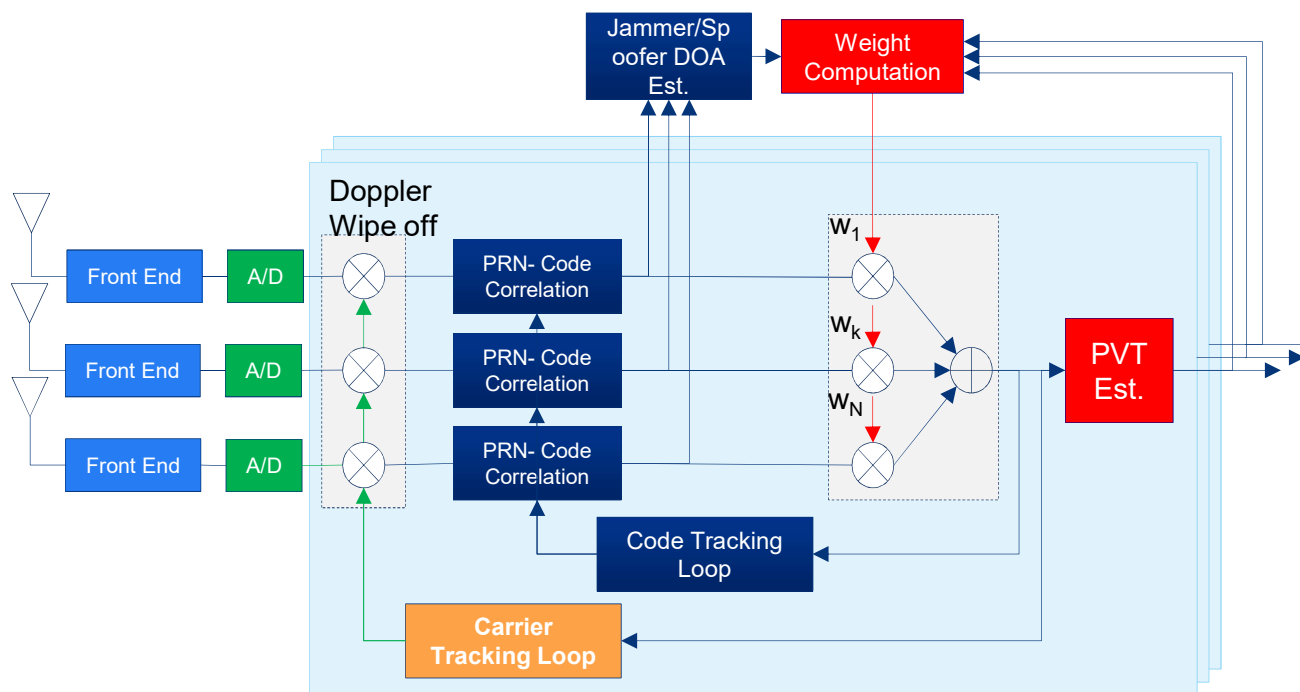 Jammer/Sp
oofer DOA
Est.
Weight
Computation
Doppler
Wipe off
w1
Front End
A/D
PRN- Code
Correlation
wk
Front End
A/D
PRN- Code
Correlation
PVT
Est.
wN
Front End
A/D
PRN- Code
Correlation
Code Tracking
Loop
Carrier
Tracking Loop